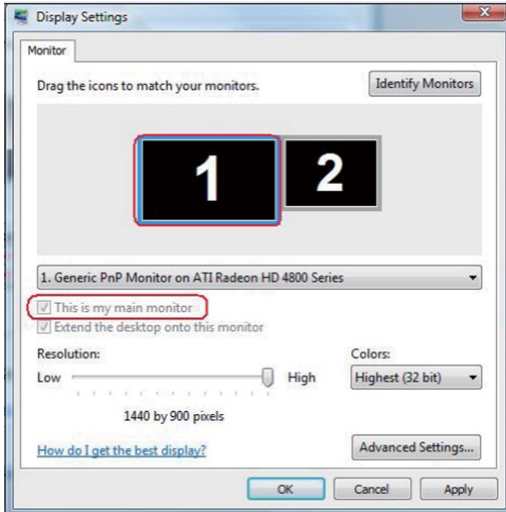 Display Settings
Monitor
Drag the icons to match your monitors.
Identify Monitors
1 2
1. Generic PnP Monitor on ATI Radeon HD 4800 Series
This is my main monitor
Extend the desktop onto this monitor
Resolution:
Colors:
Low High
Highest (32 bit)
1440 by 900 pixels
How do I get the best display?
Advanced Settings...
OK Cancel Apply